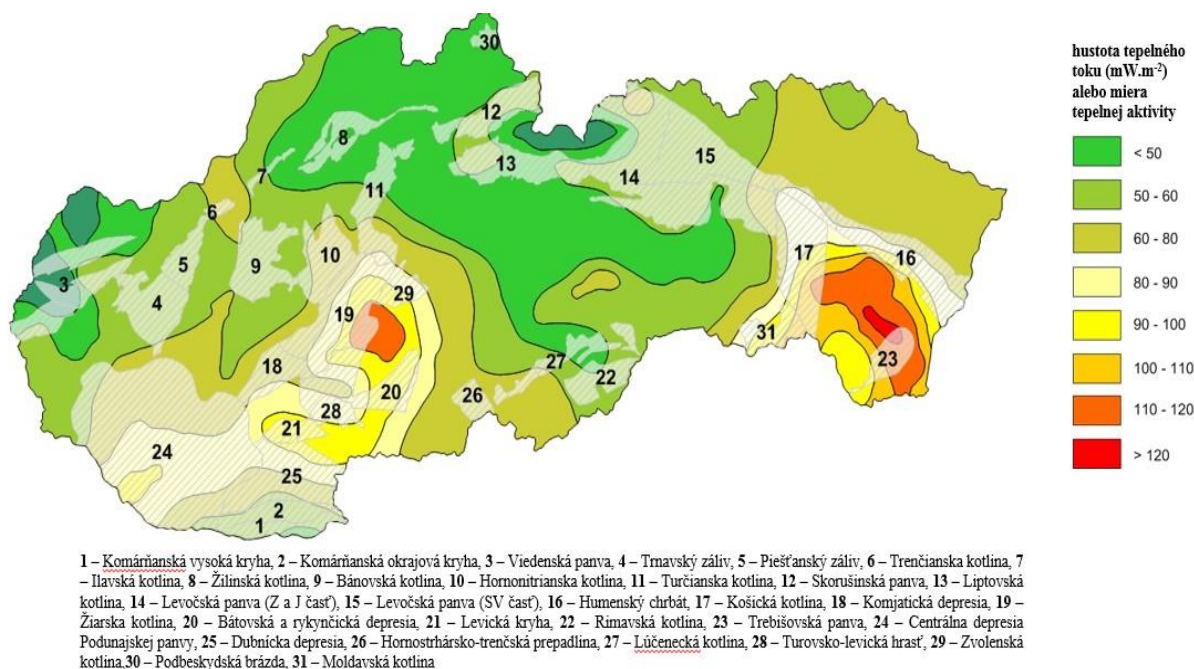 30
12
8
15
13
7
14
11
6
5
10
17
16
9
3
29
4
19
31
27
23
18
22
20
26
28
21
24
25
2
1
hustota tepelného
toku (mW.m-2)
alebo miera
tepelnej aktivity
< 50
50 - 60
60 - 80
80 - 90
90 - 100
100 - 110
110 - 120
> 120
1 – Komárňanská vysoká kryha, 2 – Komárňanská okrajová kryha, 3 – Viedenská panva, 4 – Trnavský záliv, 5 – Piešťanský záliv, 6 – Trenčianska kotlina, 7
– Ilavská kotlina, 8 – Žilinská kotlina, 9 – Bánovská kotlina, 10 – Hornonitrianska kotlina, 11 – Turčianska kotlina, 12 – Skorušinská panva, 13 – Liptovská
kotlina, 14 – Levočská panva (Z a J časť), 15 – Levočská panva (SV časť), 16 – Humenský chrbát, 17 – Košická kotlina, 18 – Komjatická depresia, 19 –
Žiarska kotlina, 20 – Bátovská a rykynčická depresia, 21 – Levická kryha, 22 – Rimavská kotlina, 23 – Trebišovská panva, 24 – Centrálna depresia
Podunajskej panvy, 25 – Dubnícka depresia, 26 – Hornostrhársko-trenčská prepadlina, 27 – Lúčenecká kotlina, 28 – Turovsko-levická hrasť, 29 – Zvolenská
kotlina,30 – Podbeskydská brázda, 31 – Moldavská kotlina